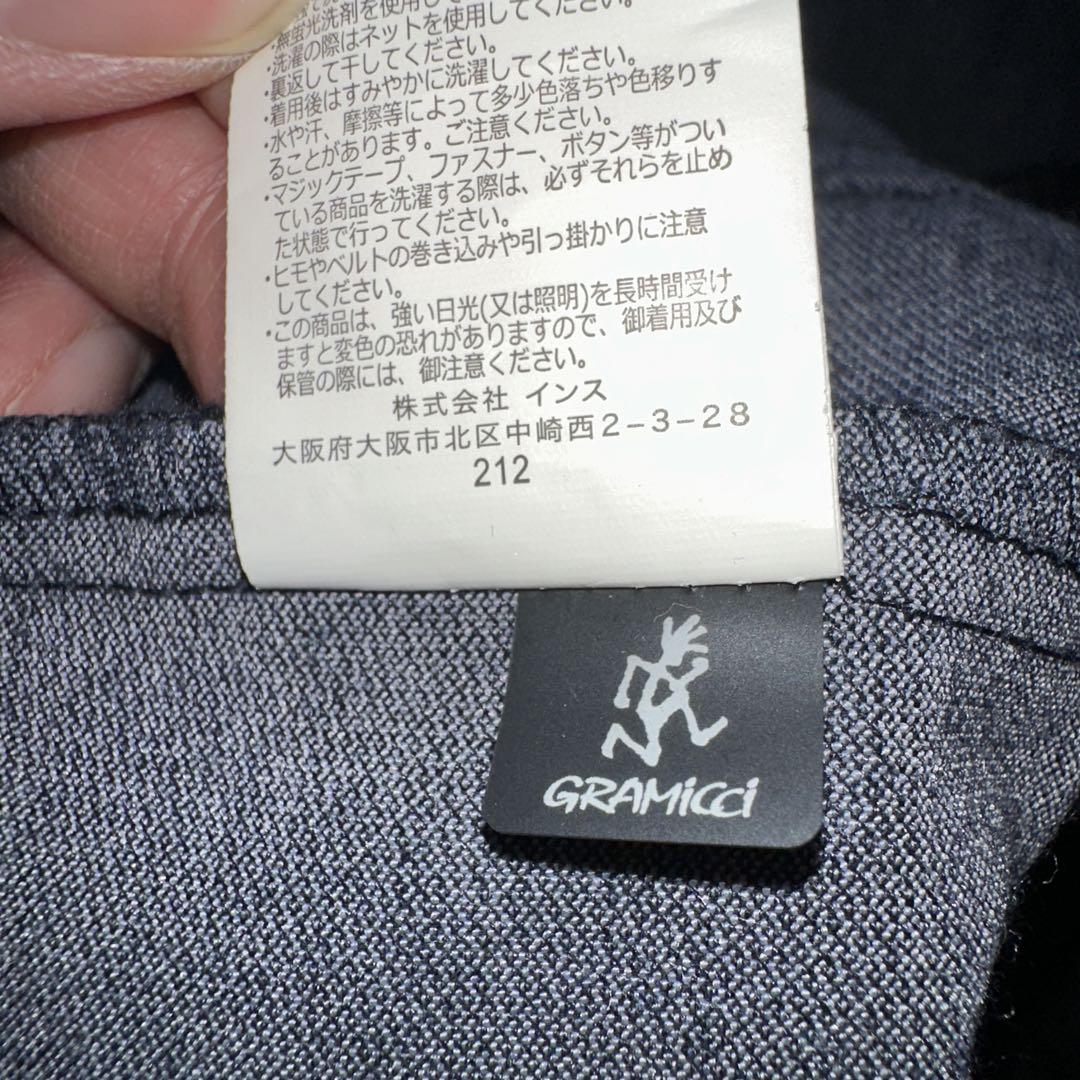 ・無蛍光洗剤を使用して
・洗濯の際はネットを使用してください。
・裏返して干してください。
・着用後はすみやかに洗濯してください。
・水や汗、摩擦等によって多少色落ちや色移りす
ることがあります。ご注意ください。
・マジックテープ、ファスナー、ボタン等がつい
ている商品を洗濯する際は、必ずそれらを止め
た状態で行ってください。
・ヒモやベルトの巻き込みや引っ掛かりに注意
してください。
・この商品は、強い日光(又は照明)を長時間受け
ますと変色の恐れがありますので、御着用及び
保管の際には、御注意ください。
株式会社 インス
大阪府大阪市北区中崎西2-3-28
212
GRAMiCCi